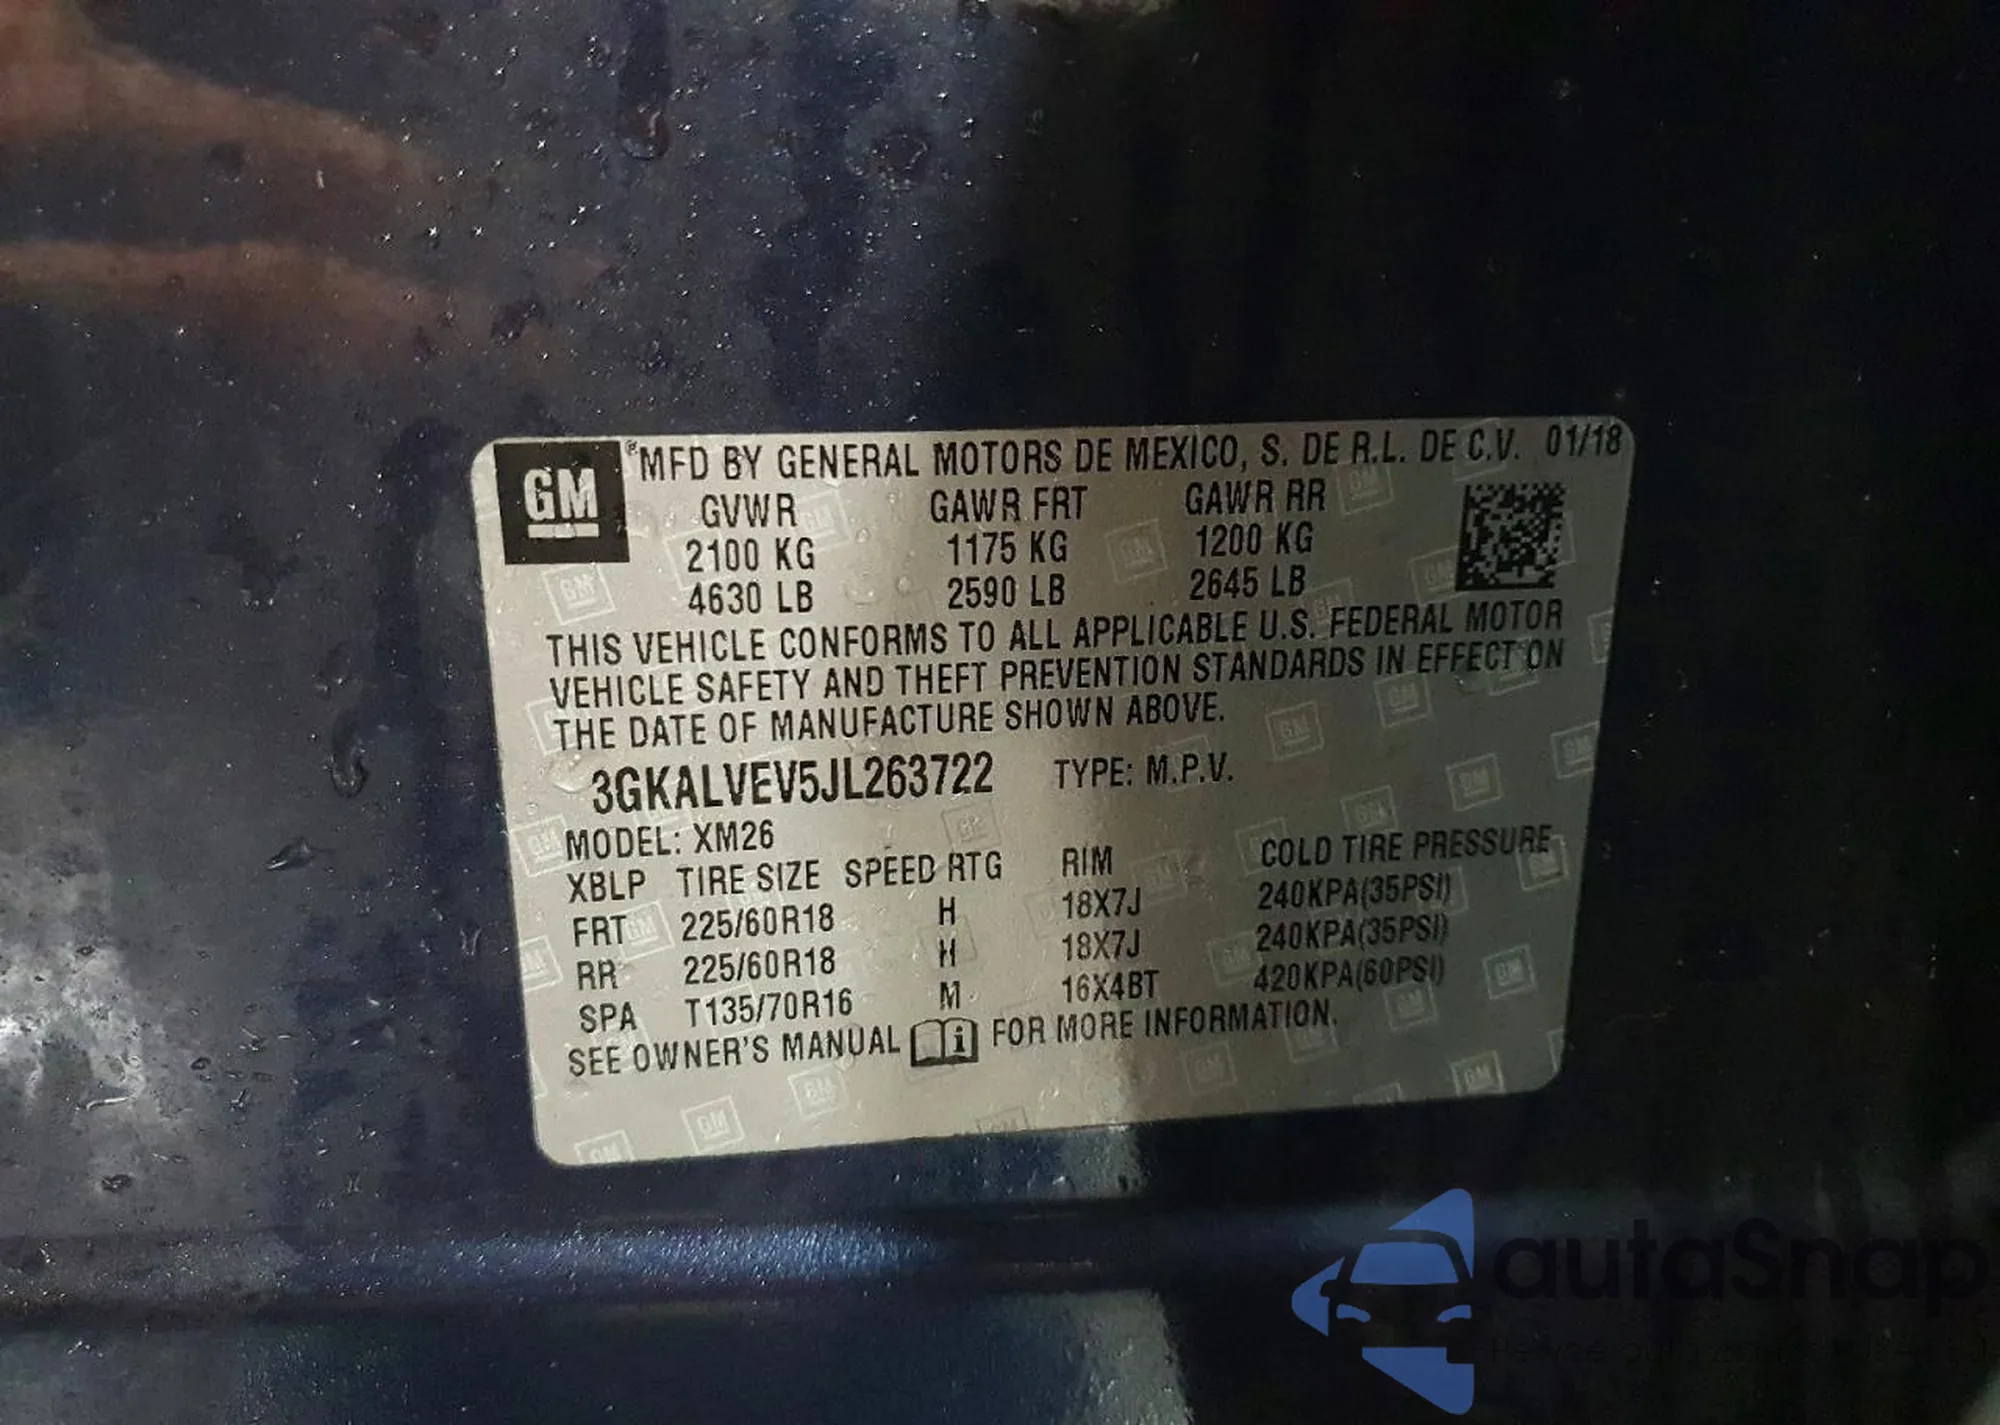 GM
®MFD BY GENERAL MOTORS DE MEXICO, S. DE R.L. DE C.V. 01/18
GVWR GAWR FRT GAWR RR
2100 KG 1175 KG 1200 KG
4630 LB 2590 LB 2645 LB
THIS VEHICLE CONFORMS TO ALL APPLICABLE U.S. FEDERAL MOTOR
VEHICLE SAFETY AND THEFT PREVENTION STANDARDS IN EFFECT ON
THE DATE OF MANUFACTURE SHOWN ABOVE.
3GKALVEV5JL263722 TYPE: M.P.V.
MODEL: XM26
XBLP TIRE SIZE SPEED RTG RIM COLD TIRE PRESSURE
FRT 225/60R18 H 18X7J 240KPA(35PSI)
RR 225/60R18 H 18X7J 240KPA(35PSI)
SPA T135/70R16 M 16X4BT 420KPA(60PSI)
SEE OWNER'S MANUAL FOR MORE INFORMATION.
autaSnap